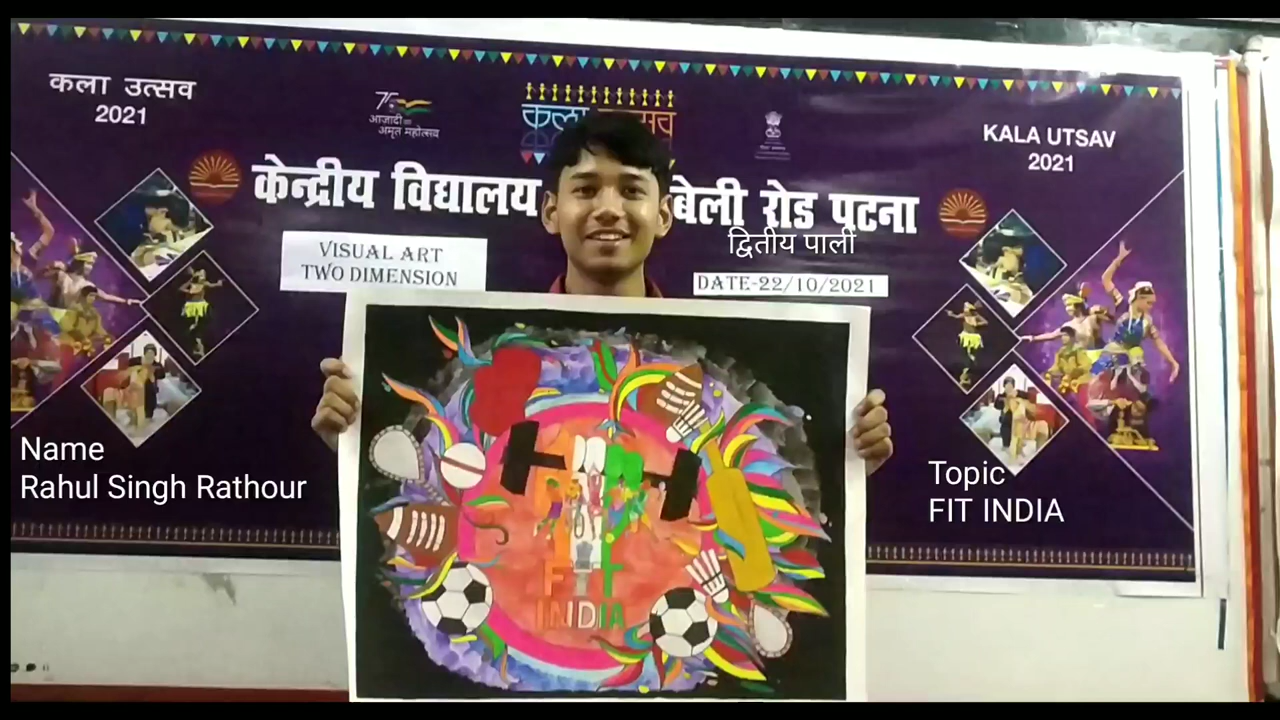 कला उत्सव
2021
75
आज़ादी का
अमृत महोत्सव
KALA UTSAV
2021
केन्द्रीय विद्यालय
बेली रोड पटना
द्वितीय पाली
VISUAL ART
TWO DIMENSION
DATE-22/10/2021
Name
Rahul Singh Rathour
Topic
FIT INDIA
FIT
INDIA